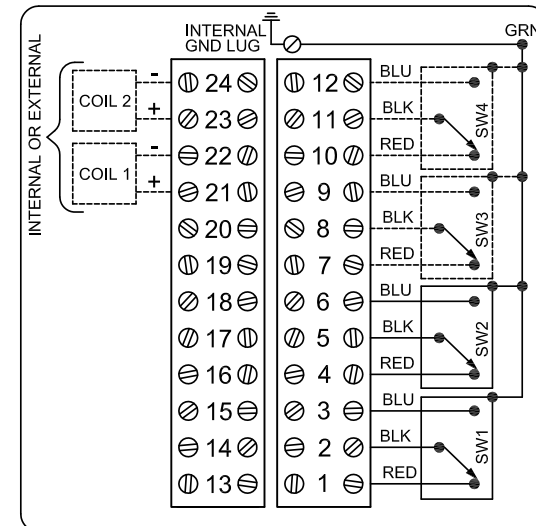 INTERNAL
GND LUG
GRN
INTERNAL OR EXTERNAL
COIL 2
-
+
COIL 1
-
+
24
23
22
21
20
19
18
17
16
15
14
13
12
11
10
9
8
7
6
5
4
3
2
1
BLU
BLK
RED
SW4
BLU
BLK
RED
SW3
BLU
BLK
RED
SW2
BLU
BLK
RED
SW1